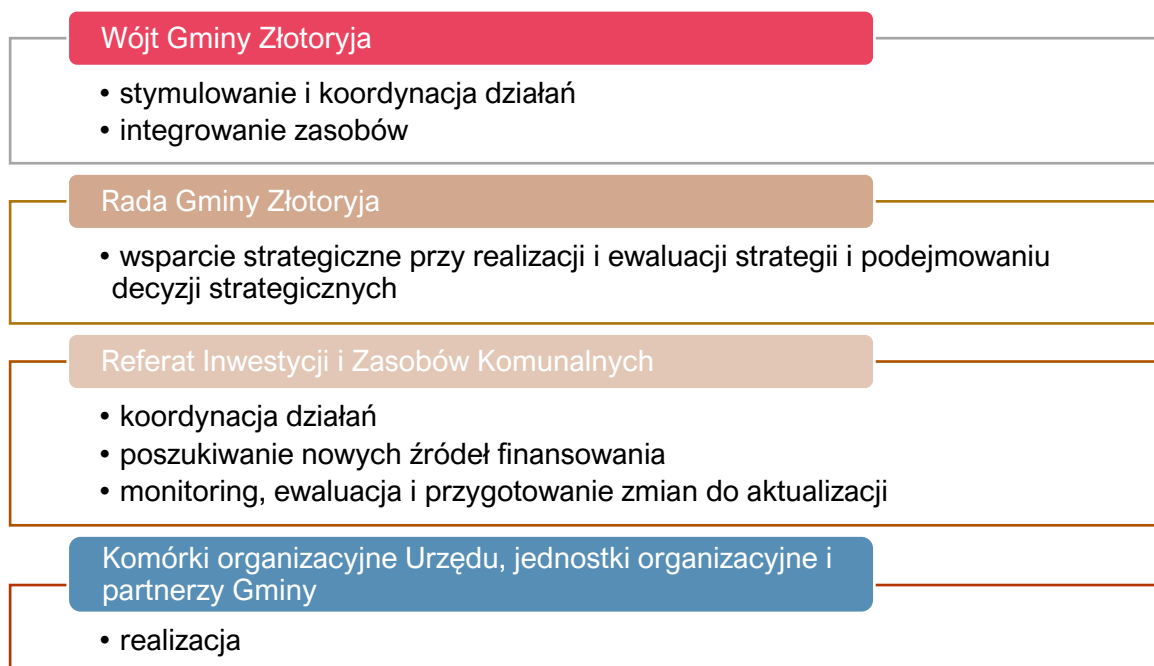 Wójt Gminy Złotoryja
• stymulowanie i koordynacja działań
• integrowanie zasobów
Rada Gminy Złotoryja
• wsparcie strategiczne przy realizacji i ewaluacji strategii i podejmowaniu
decyzji strategicznych
Referat Inwestycji i Zasobów Komunalnych
• koordynacja działań
• poszukiwanie nowych źródeł finansowania
• monitoring, ewaluacja i przygotowanie zmian do aktualizacji
Komórki organizacyjne Urzędu, jednostki organizacyjne i
partnerzy Gminy
• realizacja